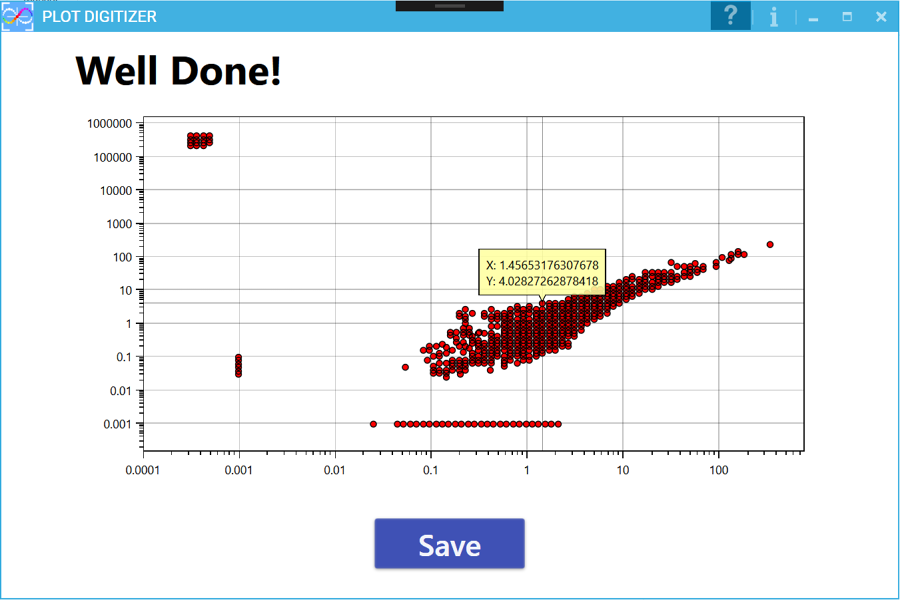 PLOT DIGITIZER
? i
Well Done!
1000000
100000
10000
1000
100
10
1
0.1
0.01
0.001
X: 1.45653176307678
Y: 4.02827262878418
0.0001 0.001 0.01 0.1 1 10 100
Save